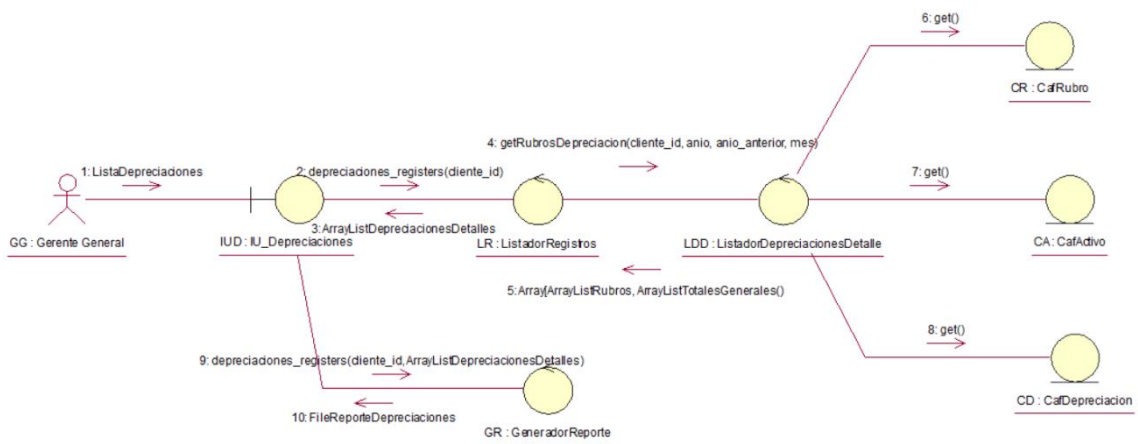 6: get()
CR : CafRubro
4: getRubrosDepreciacion(cliente_id, anio, anio_anterior, mes)
1: ListaDepreciaciones
2: depreciaciones_registers(cliente_id)
7: get()
3: ArrayListDepreciacionesDetalles
GG : Gerente General
IUD : IU_Depreciaciones
LR : ListadorRegistros
LDD : ListadorDepreciacionesDetalle
CA : CafActivo
5: Array[ArrayListRubros, ArrayListTotalesGenerales()
8: get()
9: depreciaciones_registers(cliente_id,ArrayListDepreciacionesDetalles)
CD : CafDepreciacion
10: FileReporteDepreciaciones
GR : GeneradorReporte